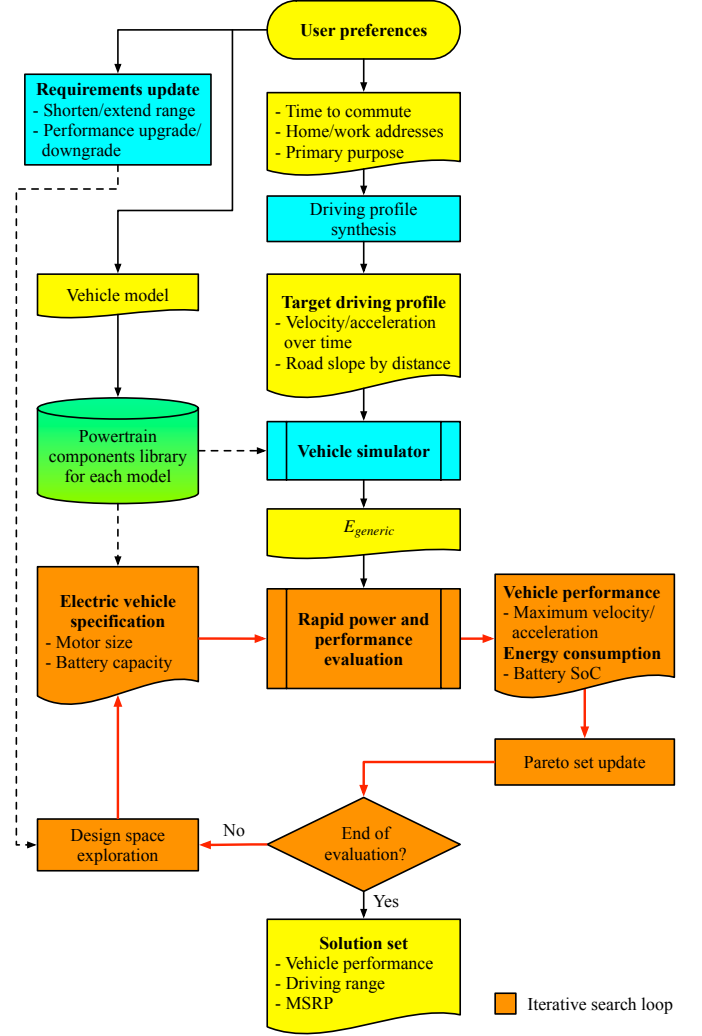 User preferences
Requirements update
- Shorten/extend range
- Performance upgrade/
downgrade
- Time to commute
- Home/work addresses
- Primary purpose
Driving profile
synthesis
Vehicle model
Target driving profile
- Velocity/acceleration
over time
- Road slope by distance
Powertrain
components library
for each model
Vehicle simulator
E_generic
Electric vehicle
specification
- Motor size
- Battery capacity
Rapid power and
performance
evaluation
Vehicle performance
- Maximum velocity/
acceleration
Energy consumption
- Battery SoC
Pareto set update
Design space
exploration
No
End of
evaluation?
Yes
Solution set
- Vehicle performance
- Driving range
- MSRP
Iterative search loop